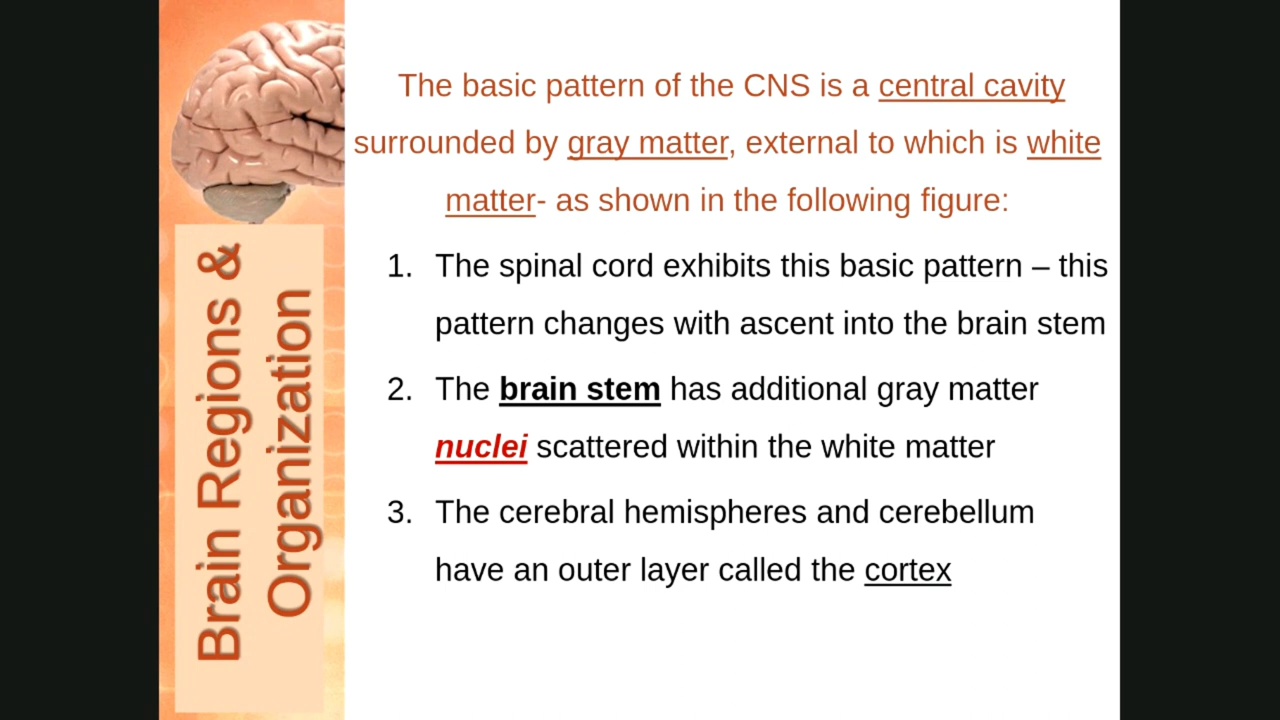 Brain Regions &
Organization
The basic pattern of the CNS is a central cavity
surrounded by gray matter, external to which is white
matter- as shown in the following figure:
1. The spinal cord exhibits this basic pattern – this
pattern changes with ascent into the brain stem
2. The brain stem has additional gray matter
nuclei scattered within the white matter
3. The cerebral hemispheres and cerebellum
have an outer layer called the cortex